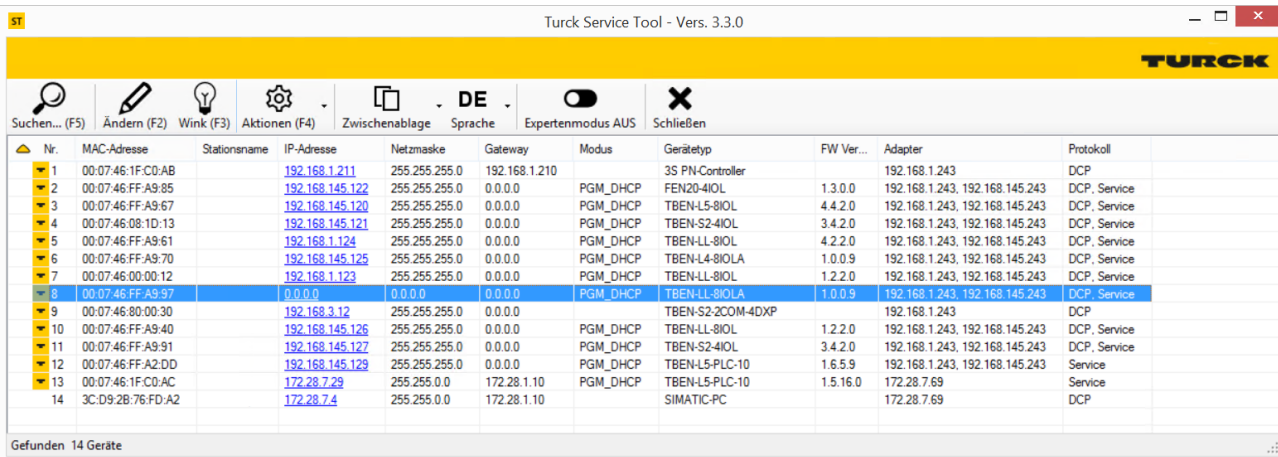 ST Turck Service Tool - Vers. 3.3.0
TURCK
Suchen... (F5) Ändern (F2) Wink (F3) Aktionen (F4) Zwischenablage DE Sprache Expertenmodus AUS Schließen
Nr. MAC-Adresse Stationsname IP-Adresse Netzmaske Gateway Modus Gerätetyp FW Ver... Adapter Protokoll
1 00:07:46:1F:C0:AB 192.168.1.211 255.255.255.0 192.168.1.210 3S PN-Controller 192.168.1.243 DCP
2 00:07:46:FF:A9:85 192.168.145.122 255.255.255.0 0.0.0.0 PGM_DHCP FEN20-4IOL 1.3.0.0 192.168.1.243, 192.168.145.243 DCP, Service
3 00:07:46:FF:A9:67 192.168.145.120 255.255.255.0 0.0.0.0 PGM_DHCP TBEN-L5-8IOL 4.4.2.0 192.168.1.243, 192.168.145.243 DCP, Service
4 00:07:46:08:1D:13 192.168.145.121 255.255.255.0 0.0.0.0 PGM_DHCP TBEN-S2-4IOL 3.4.2.0 192.168.1.243, 192.168.145.243 DCP, Service
5 00:07:46:FF:A9:61 192.168.1.124 255.255.255.0 0.0.0.0 PGM_DHCP TBEN-LL-8IOL 4.2.2.0 192.168.1.243, 192.168.145.243 DCP, Service
6 00:07:46:FF:A9:70 192.168.145.125 255.255.255.0 0.0.0.0 PGM_DHCP TBEN-L4-8IOLA 1.0.0.9 192.168.1.243, 192.168.145.243 DCP, Service
7 00:07:46:00:00:12 192.168.1.123 255.255.255.0 0.0.0.0 PGM_DHCP TBEN-LL-8IOL 1.2.2.0 192.168.1.243, 192.168.145.243 DCP, Service
8 00:07:46:FF:A9:97 0.0.0.0 0.0.0.0 0.0.0.0 PGM_DHCP TBEN-LL-8IOLA 1.0.0.9 192.168.1.243, 192.168.145.243 DCP, Service
9 00:07:46:80:00:30 192.168.3.12 255.255.255.0 0.0.0.0 TBEN-S2-2COM-4DXP 192.168.1.243 DCP
10 00:07:46:FF:A9:40 192.168.145.126 255.255.255.0 0.0.0.0 PGM_DHCP TBEN-LL-8IOL 1.2.2.0 192.168.1.243, 192.168.145.243 DCP, Service
11 00:07:46:FF:A9:91 192.168.145.127 255.255.255.0 0.0.0.0 PGM_DHCP TBEN-S2-4IOL 3.4.2.0 192.168.1.243, 192.168.145.243 DCP, Service
12 00:07:46:FF:A2:DD 192.168.145.129 255.255.255.0 0.0.0.0 PGM_DHCP TBEN-L5-PLC-10 1.6.5.9 192.168.1.243, 192.168.145.243 Service
13 00:07:46:1F:C0:AC 172.28.7.29 255.255.0.0 172.28.1.10 PGM_DHCP TBEN-L5-PLC-10 1.5.16.0 172.28.7.69 Service
14 3C:D9:2B:76:FD:A2 172.28.7.4 255.255.0.0 172.28.1.10 SIMATIC-PC 172.28.7.69 DCP
Gefunden 14 Geräte